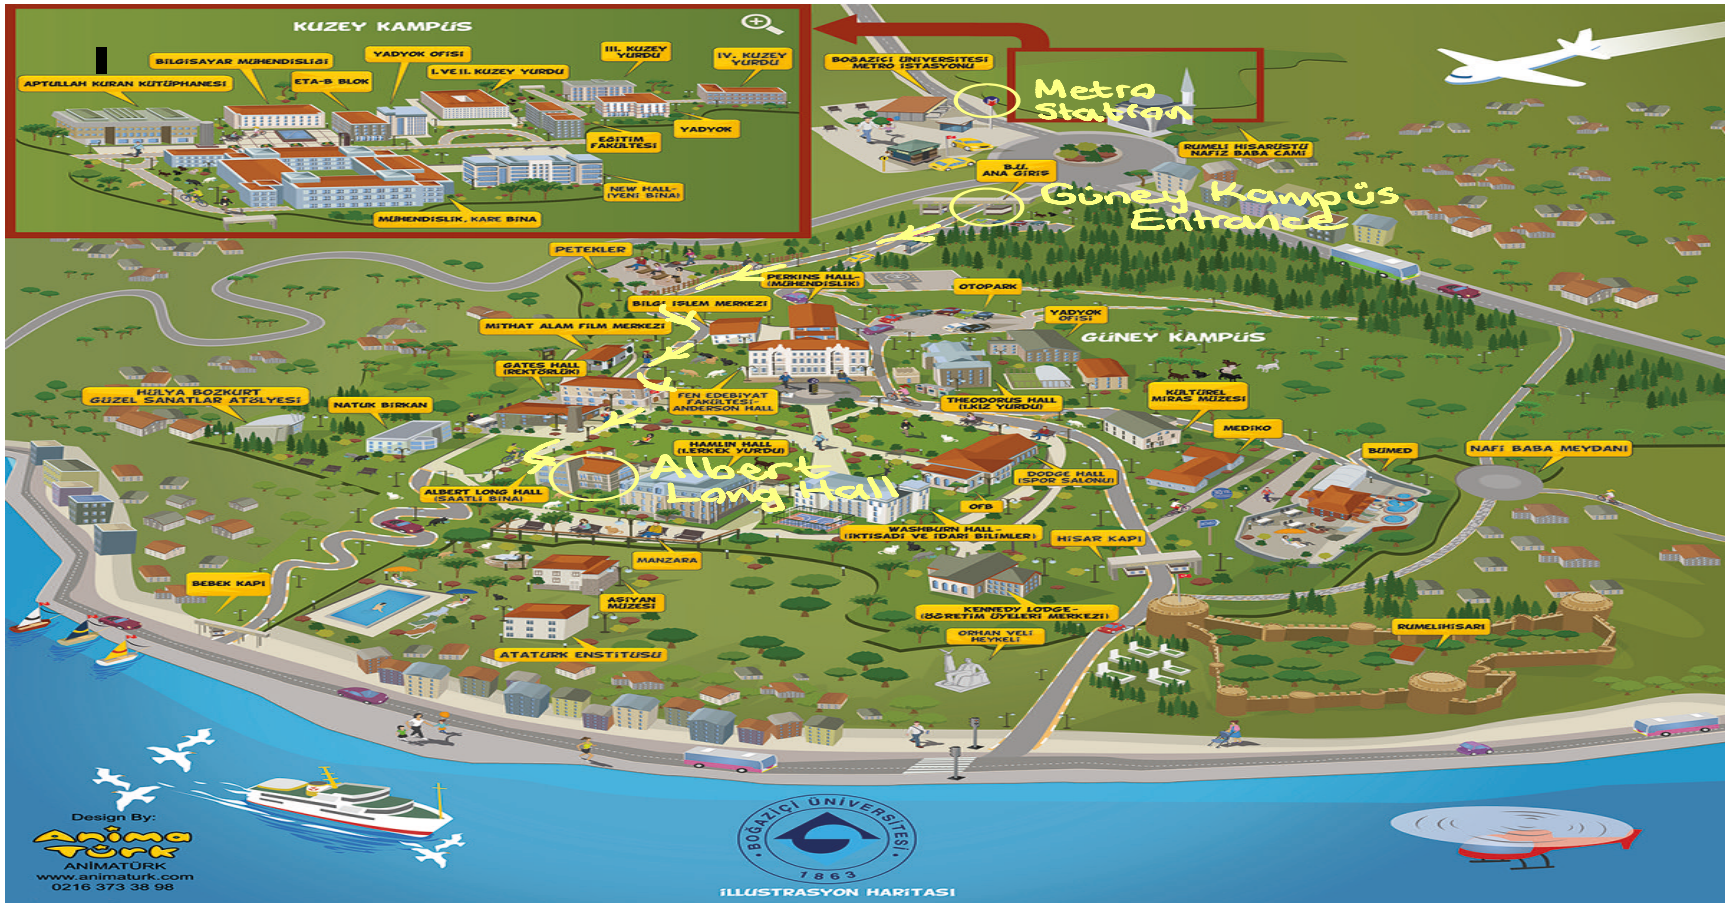 KUZEY KAMPÜS
APTULLAH KURAN KÜTÜPHANESİ
BİLGİSAYAR MÜHENDİSLİĞİ
ETA-B BLOK
YADYOK OFİSİ
I. VE II. KUZEY YURDU
III. KUZEY
YURDU
IV. KUZEY
YURDU
YADYOK
EĞİTİM
FAKÜLTESİ
NEW HALL-
(YENİ BİNA)
MÜHENDİSLİK, KARE BİNA
BOĞAZİÇİ ÜNİVERSİTESİ
METRO İSTASYONU
Metro
Station
RUMELİ HİSARÜSTÜ
NAFİZ BABA CAMİ
B.Ü.
ANA GİRİŞ
Güney Kampüs
Entrance
PETEKLER
PERKINS HALL-
(MÜHENDİSLİK)
OTOPARK
BİLGİ İŞLEM MERKEZİ
YADYOK
OFİSİ
MİTHAT ALAM FİLM MERKEZİ
GÜNEY KAMPÜS
GATES HALL
(REKTÖRLÜK)
HÜLYA BOZKURT
GÜZEL SANATLAR ATÖLYESİ
NATUK BİRKAN
FEN EDEBİYAT
FAKÜLTESİ-
ANDERSON HALL
THEODORUS HALL
(1.KIZ YURDU)
KÜLTÜREL
MİRAS MÜZESİ
MEDİKO
BÜMED
NAFİ BABA MEYDANI
HAMLIN HALL
(1.ERKEK YURDU)
Albert
Long Hall
ALBERT LONG HALL
(SAATLİ BİNA)
DODGE HALL
(SPOR SALONU)
OFB
WASHBURN HALL-
(İKTİSADİ VE İDARİ BİLİMLER)
HİSAR KAPI
MANZARA
BEBEK KAPI
AŞİYAN
MÜZESİ
KENNEDY LODGE-
(ÖĞRETİM ÜYELERİ MERKEZİ)
ORHAN VELİ
HEYKELİ
RUMELİHİSARI
ATATÜRK ENSTİTÜSÜ
Design By:
Anima
Türk
ANİMATÜRK
www.animaturk.com
0216 373 38 98
BOĞAZİÇİ ÜNİVERSİTESİ
1863
İLLUSTRASYON HARİTASI